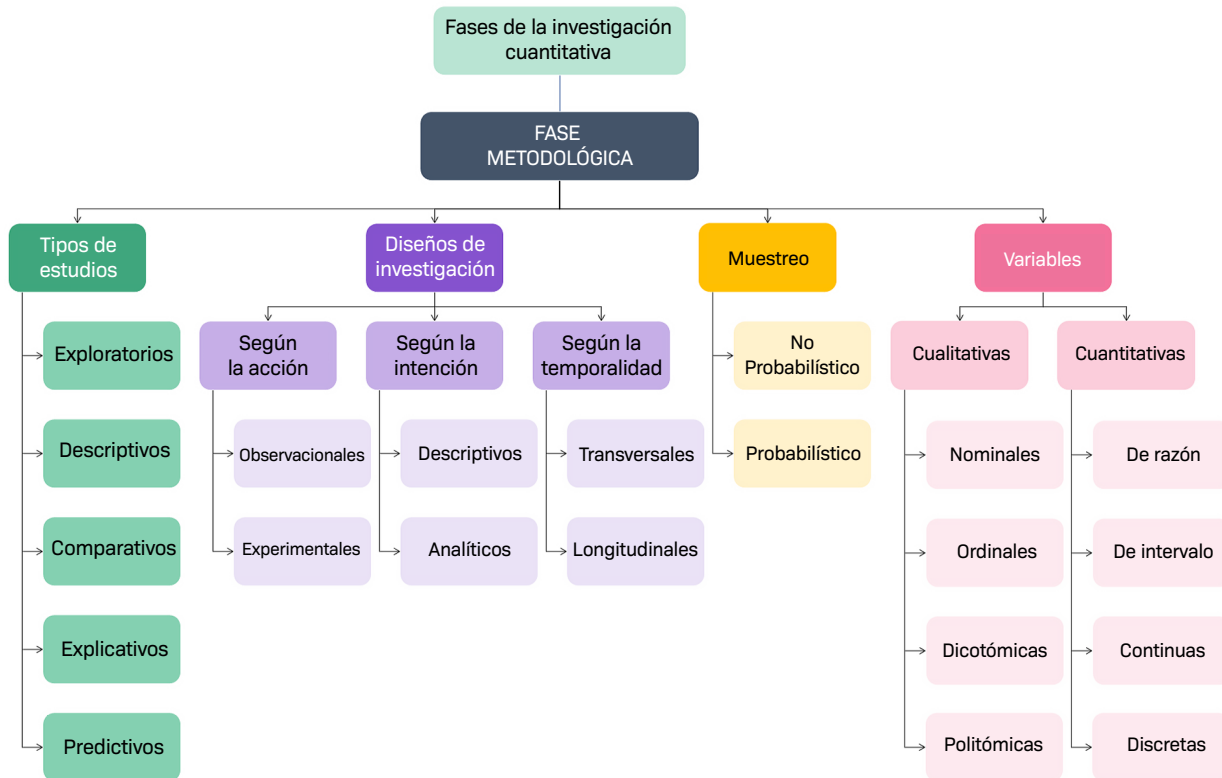 Fases de la investigación
cuantitativa
FASE
METODOLÓGICA
Tipos de
estudios
Exploratorios
Descriptivos
Comparativos
Explicativos
Predictivos
Diseños de
investigación
Según
la acción
Observacionales
Experimentales
Según la
intención
Descriptivos
Analíticos
Según la
temporalidad
Transversales
Longitudinales
Muestreo
No
Probabilístico
Probabilístico
Variables
Cualitativas
Nominales
Ordinales
Dicotómicas
Politómicas
Cuantitativas
De razón
De intervalo
Continuas
Discretas